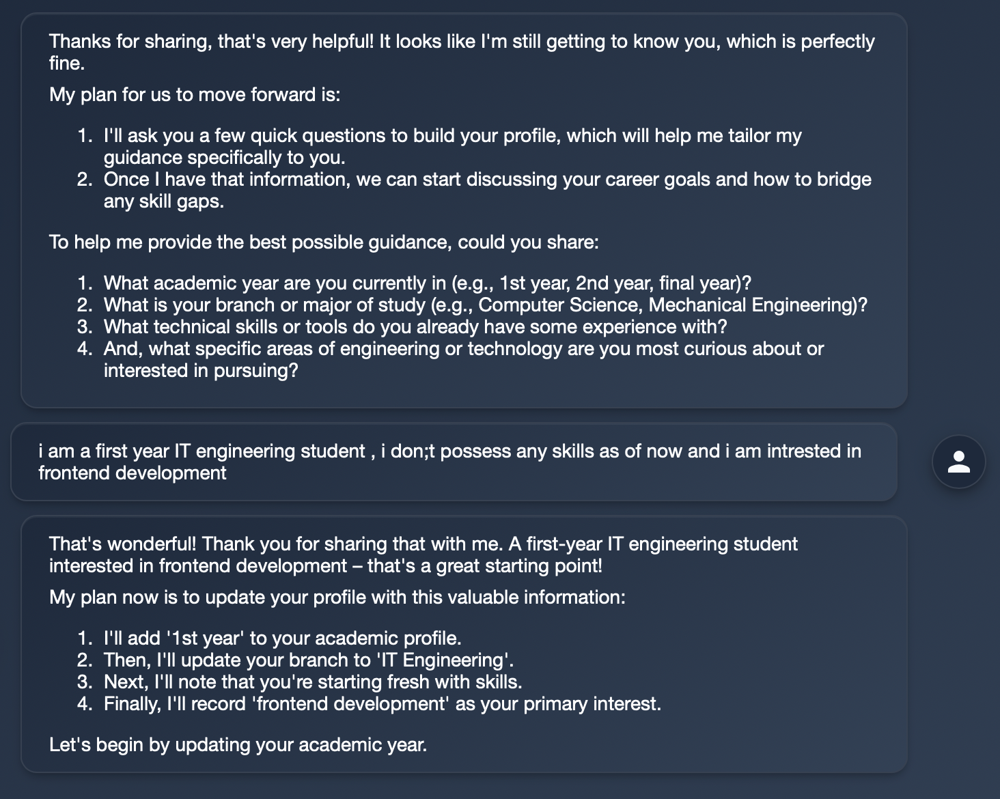 Thanks for sharing, that's very helpful! It looks like I'm still getting to know you, which is perfectly
fine.
My plan for us to move forward is:
1. I'll ask you a few quick questions to build your profile, which will help me tailor my
guidance specifically to you.
2. Once I have that information, we can start discussing your career goals and how to bridge
any skill gaps.
To help me provide the best possible guidance, could you share:
1. What academic year are you currently in (e.g., 1st year, 2nd year, final year)?
2. What is your branch or major of study (e.g., Computer Science, Mechanical Engineering)?
3. What technical skills or tools do you already have some experience with?
4. And, what specific areas of engineering or technology are you most curious about or
interested in pursuing?
i am a first year IT engineering student , i don;t possess any skills as of now and i am intrested in
frontend development
That's wonderful! Thank you for sharing that with me. A first-year IT engineering student
interested in frontend development – that's a great starting point!
My plan now is to update your profile with this valuable information:
1. I'll add '1st year' to your academic profile.
2. Then, I'll update your branch to 'IT Engineering'.
3. Next, I'll note that you're starting fresh with skills.
4. Finally, I'll record 'frontend development' as your primary interest.
Let's begin by updating your academic year.